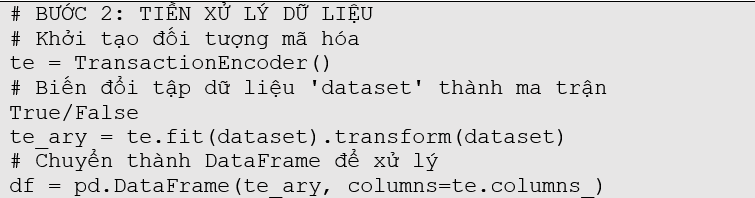 # BƯỚC 2: TIỀN XỬ LÝ DỮ LIỆU
# Khởi tạo đối tượng mã hóa
te = TransactionEncoder()
# Biến đổi tập dữ liệu 'dataset' thành ma trận
True/False
te_ary = te.fit(dataset).transform(dataset)
# Chuyển thành DataFrame để xử lý
df = pd.DataFrame(te_ary, columns=te.columns_)